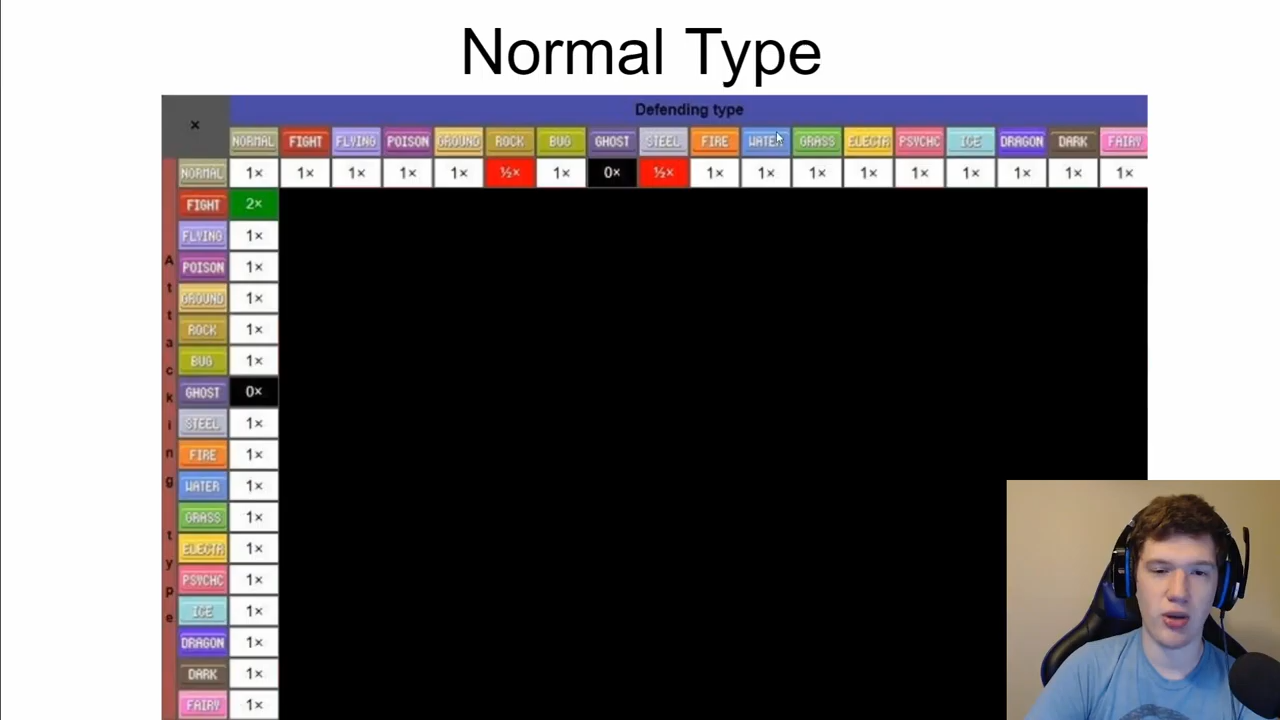 Normal Type
Defending type
×
NORMAL FIGHT FLYING POISON GROUND ROCK BUG GHOST STEEL FIRE WATER GRASS ELECTR PSYCHC ICE DRAGON DARK FAIRY
NORMAL 1× 1× 1× 1× 1× ½× 1× 0× ½× 1× 1× 1× 1× 1× 1× 1× 1× 1×
FIGHT 2×
FLYING 1×
POISON 1×
GROUND 1×
ROCK 1×
BUG 1×
GHOST 0×
STEEL 1×
FIRE 1×
WATER 1×
GRASS 1×
ELECTR 1×
PSYCHC 1×
ICE 1×
DRAGON 1×
DARK 1×
FAIRY 1×
Attacking type